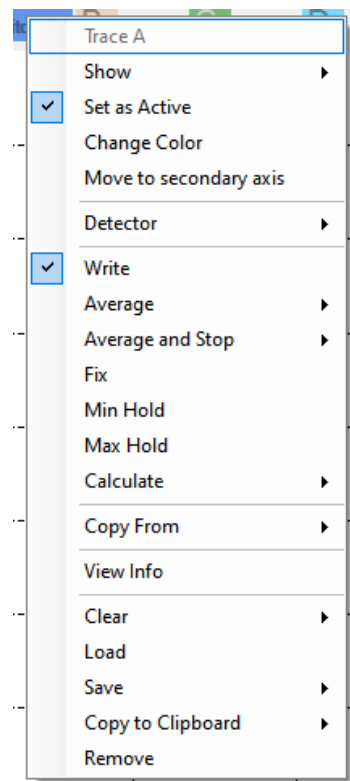 Trace A
Show
Set as Active
Change Color
Move to secondary axis
Detector
Write
Average
Average and Stop
Fix
Min Hold
Max Hold
Calculate
Copy From
View Info
Clear
Load
Save
Copy to Clipboard
Remove